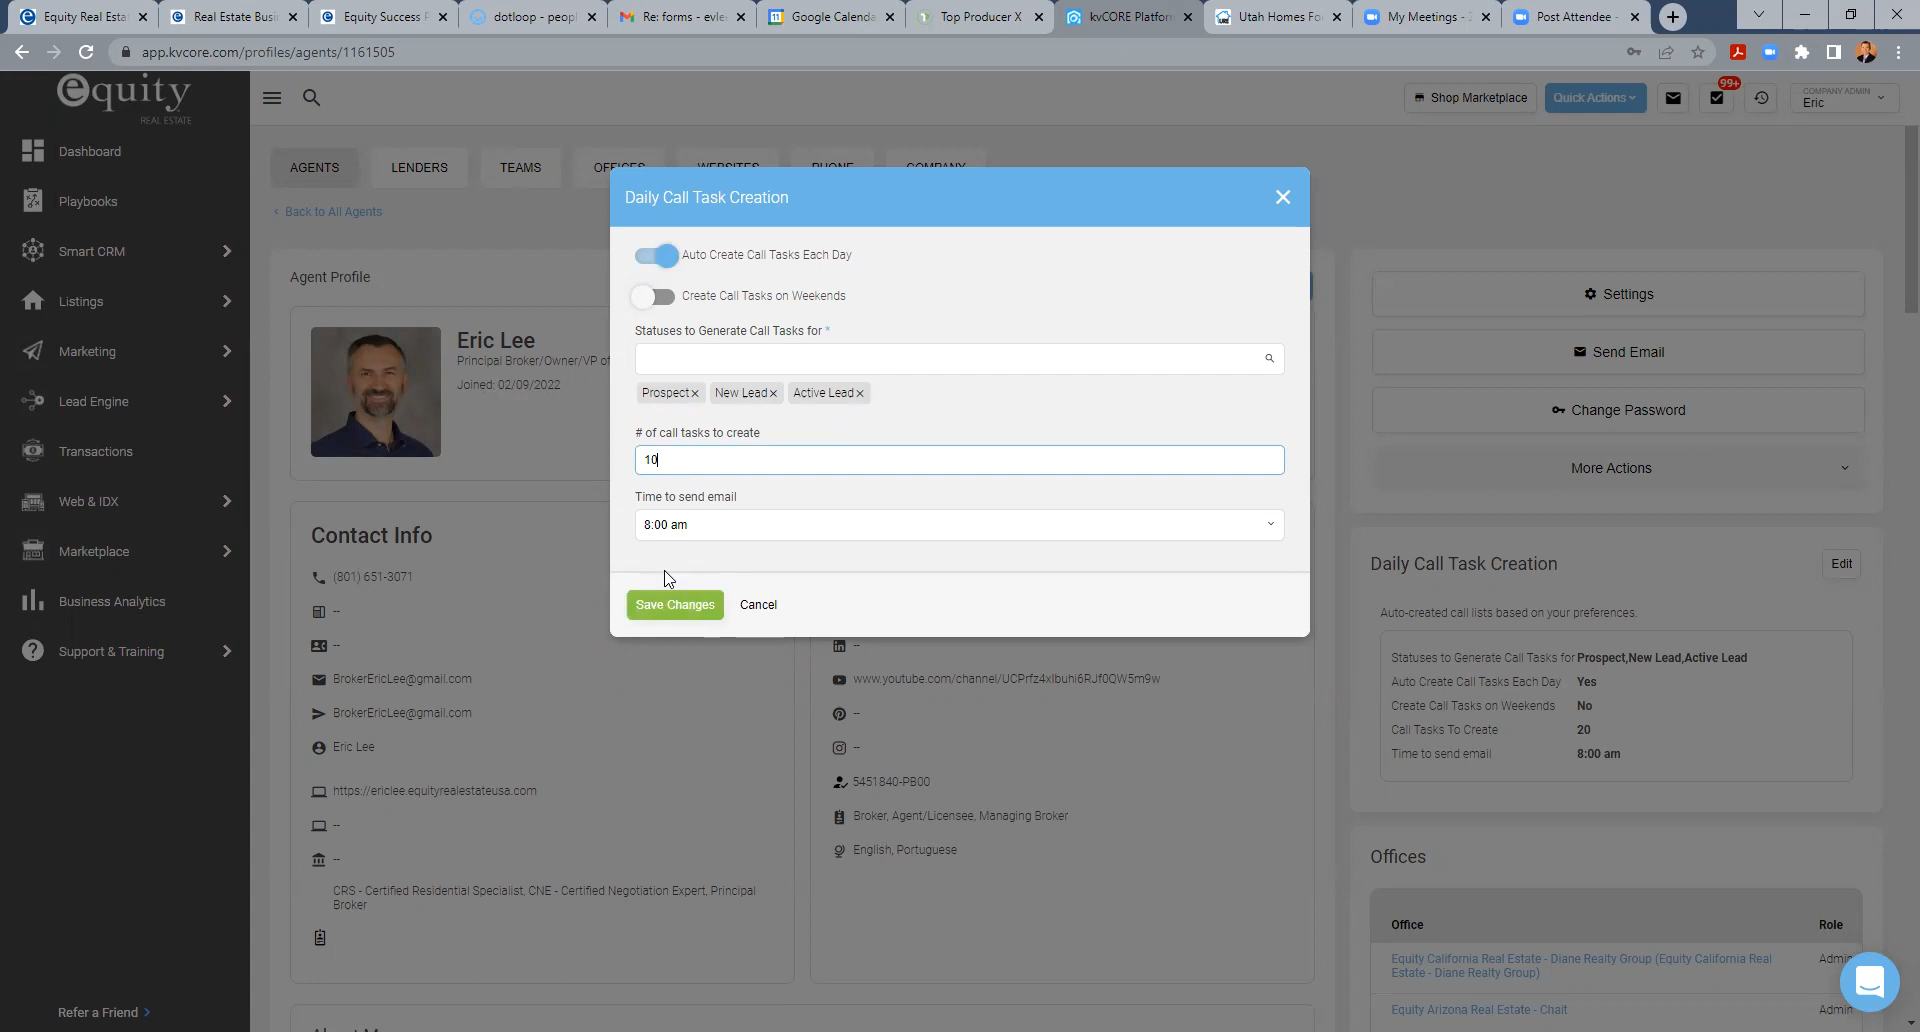 Equity Real Estat
Real Estate Busi
Equity Success P
dotloop - peopl
Re: forms - evlee
Google Calenda
Top Producer X
kvCORE Platform
Utah Homes For
My Meetings - Z
Post Attendee -
app.kvcore.com/profiles/agents/1161505
equity
REAL ESTATE
Shop Marketplace
Quick Actions
99+
COMPANY ADMIN
Eric
Dashboard
Playbooks
Smart CRM
Listings
Marketing
Lead Engine
Transactions
Web & IDX
Marketplace
Business Analytics
Support & Training
Refer a Friend
AGENTS
LENDERS
TEAMS
OFFICES
WEBSITES
PHONE
COMPANY
Back to All Agents
Agent Profile
Eric Lee
Principal Broker/Owner/VP of
Joined: 02/09/2022
Contact Info
(801) 651-3071
--
--
BrokerEricLee@gmail.com
BrokerEricLee@gmail.com
Eric Lee
https://ericlee.equityrealestateusa.com
--
--
CRS - Certified Residential Specialist, CNE - Certified Negotiation Expert, Principal
Broker
--
www.youtube.com/channel/UCPrfz4xlbuhi6RJf0QW5m9w
--
--
5451840-PB00
Broker, Agent/Licensee, Managing Broker
English, Portuguese
Daily Call Task Creation
Auto Create Call Tasks Each Day
Create Call Tasks on Weekends
Statuses to Generate Call Tasks for *
Prospect×
New Lead×
Active Lead×
# of call tasks to create
10
Time to send email
8:00 am
Save Changes
Cancel
Settings
Send Email
Change Password
More Actions
Daily Call Task Creation
Edit
Auto-created call lists based on your preferences.
Statuses to Generate Call Tasks for Prospect,New Lead,Active Lead
Auto Create Call Tasks Each Day Yes
Create Call Tasks on Weekends No
Call Tasks To Create 20
Time to send email 8:00 am
Offices
Office Role
Equity California Real Estate - Diane Realty Group (Equity California Real Admin
Estate - Diane Realty Group)
Equity Arizona Real Estate - Chait Admin